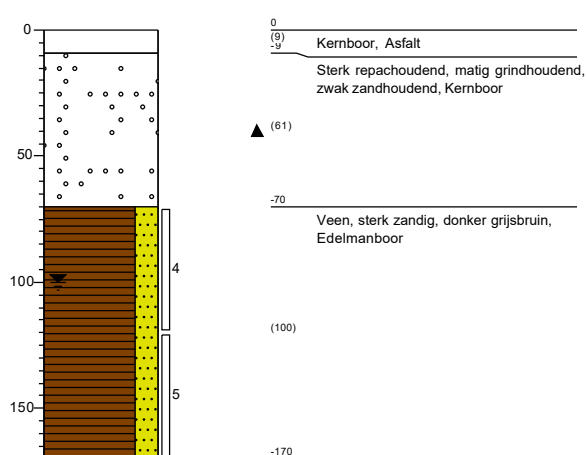 0
0
(9)
-9
Kernboor, Asfalt
Sterk repachoudend, matig grindhoudend,
zwak zandhoudend, Kernboor
(61)
50
-70
Veen, sterk zandig, donker grijsbruin,
Edelmanboor
4
100
(100)
5
150
-170